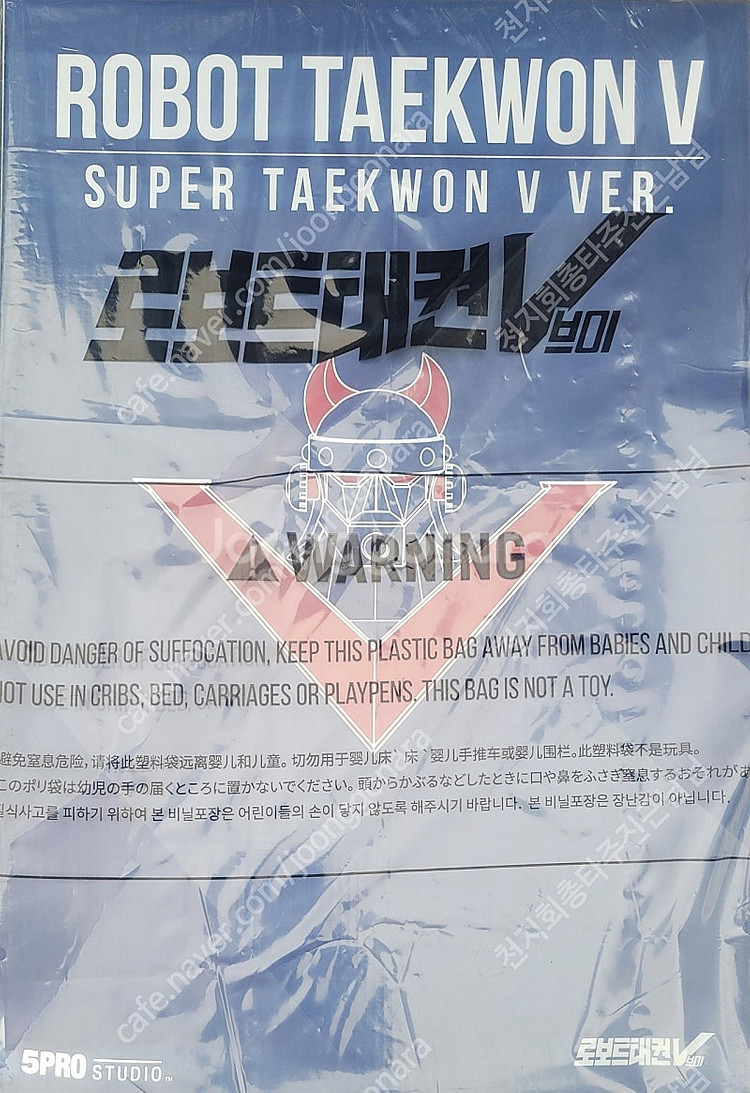 ROBOT TAEKWON V
SUPER TAEKWON V VER.
로보트태권V
브이
WARNING
AVOID DANGER OF SUFFOCATION, KEEP THIS PLASTIC BAG AWAY FROM BABIES AND CHILD
NOT USE IN CRIBS, BED, CARRIAGES OR PLAYPENS. THIS BAG IS NOT A TOY.
避免窒息危险, 请将此塑料袋远离婴儿和儿童。切勿用于婴儿床、床、婴儿手推车或婴儿围栏。此塑料袋不是玩具。
このポリ袋は幼児の手の届くところに置かないでください。頭からかぶるなどしたときに口や鼻をふさぎ窒息するおそれがあ
질식사고를 피하기 위하여 본 비닐포장은 어린이들의 손이 닿지 않도록 해주시기 바랍니다. 본 비닐포장은 장난감이 아닙니다.
5PRO STUDIO TM
로보트태권V 브이
cafe.naver.com/joonggonara